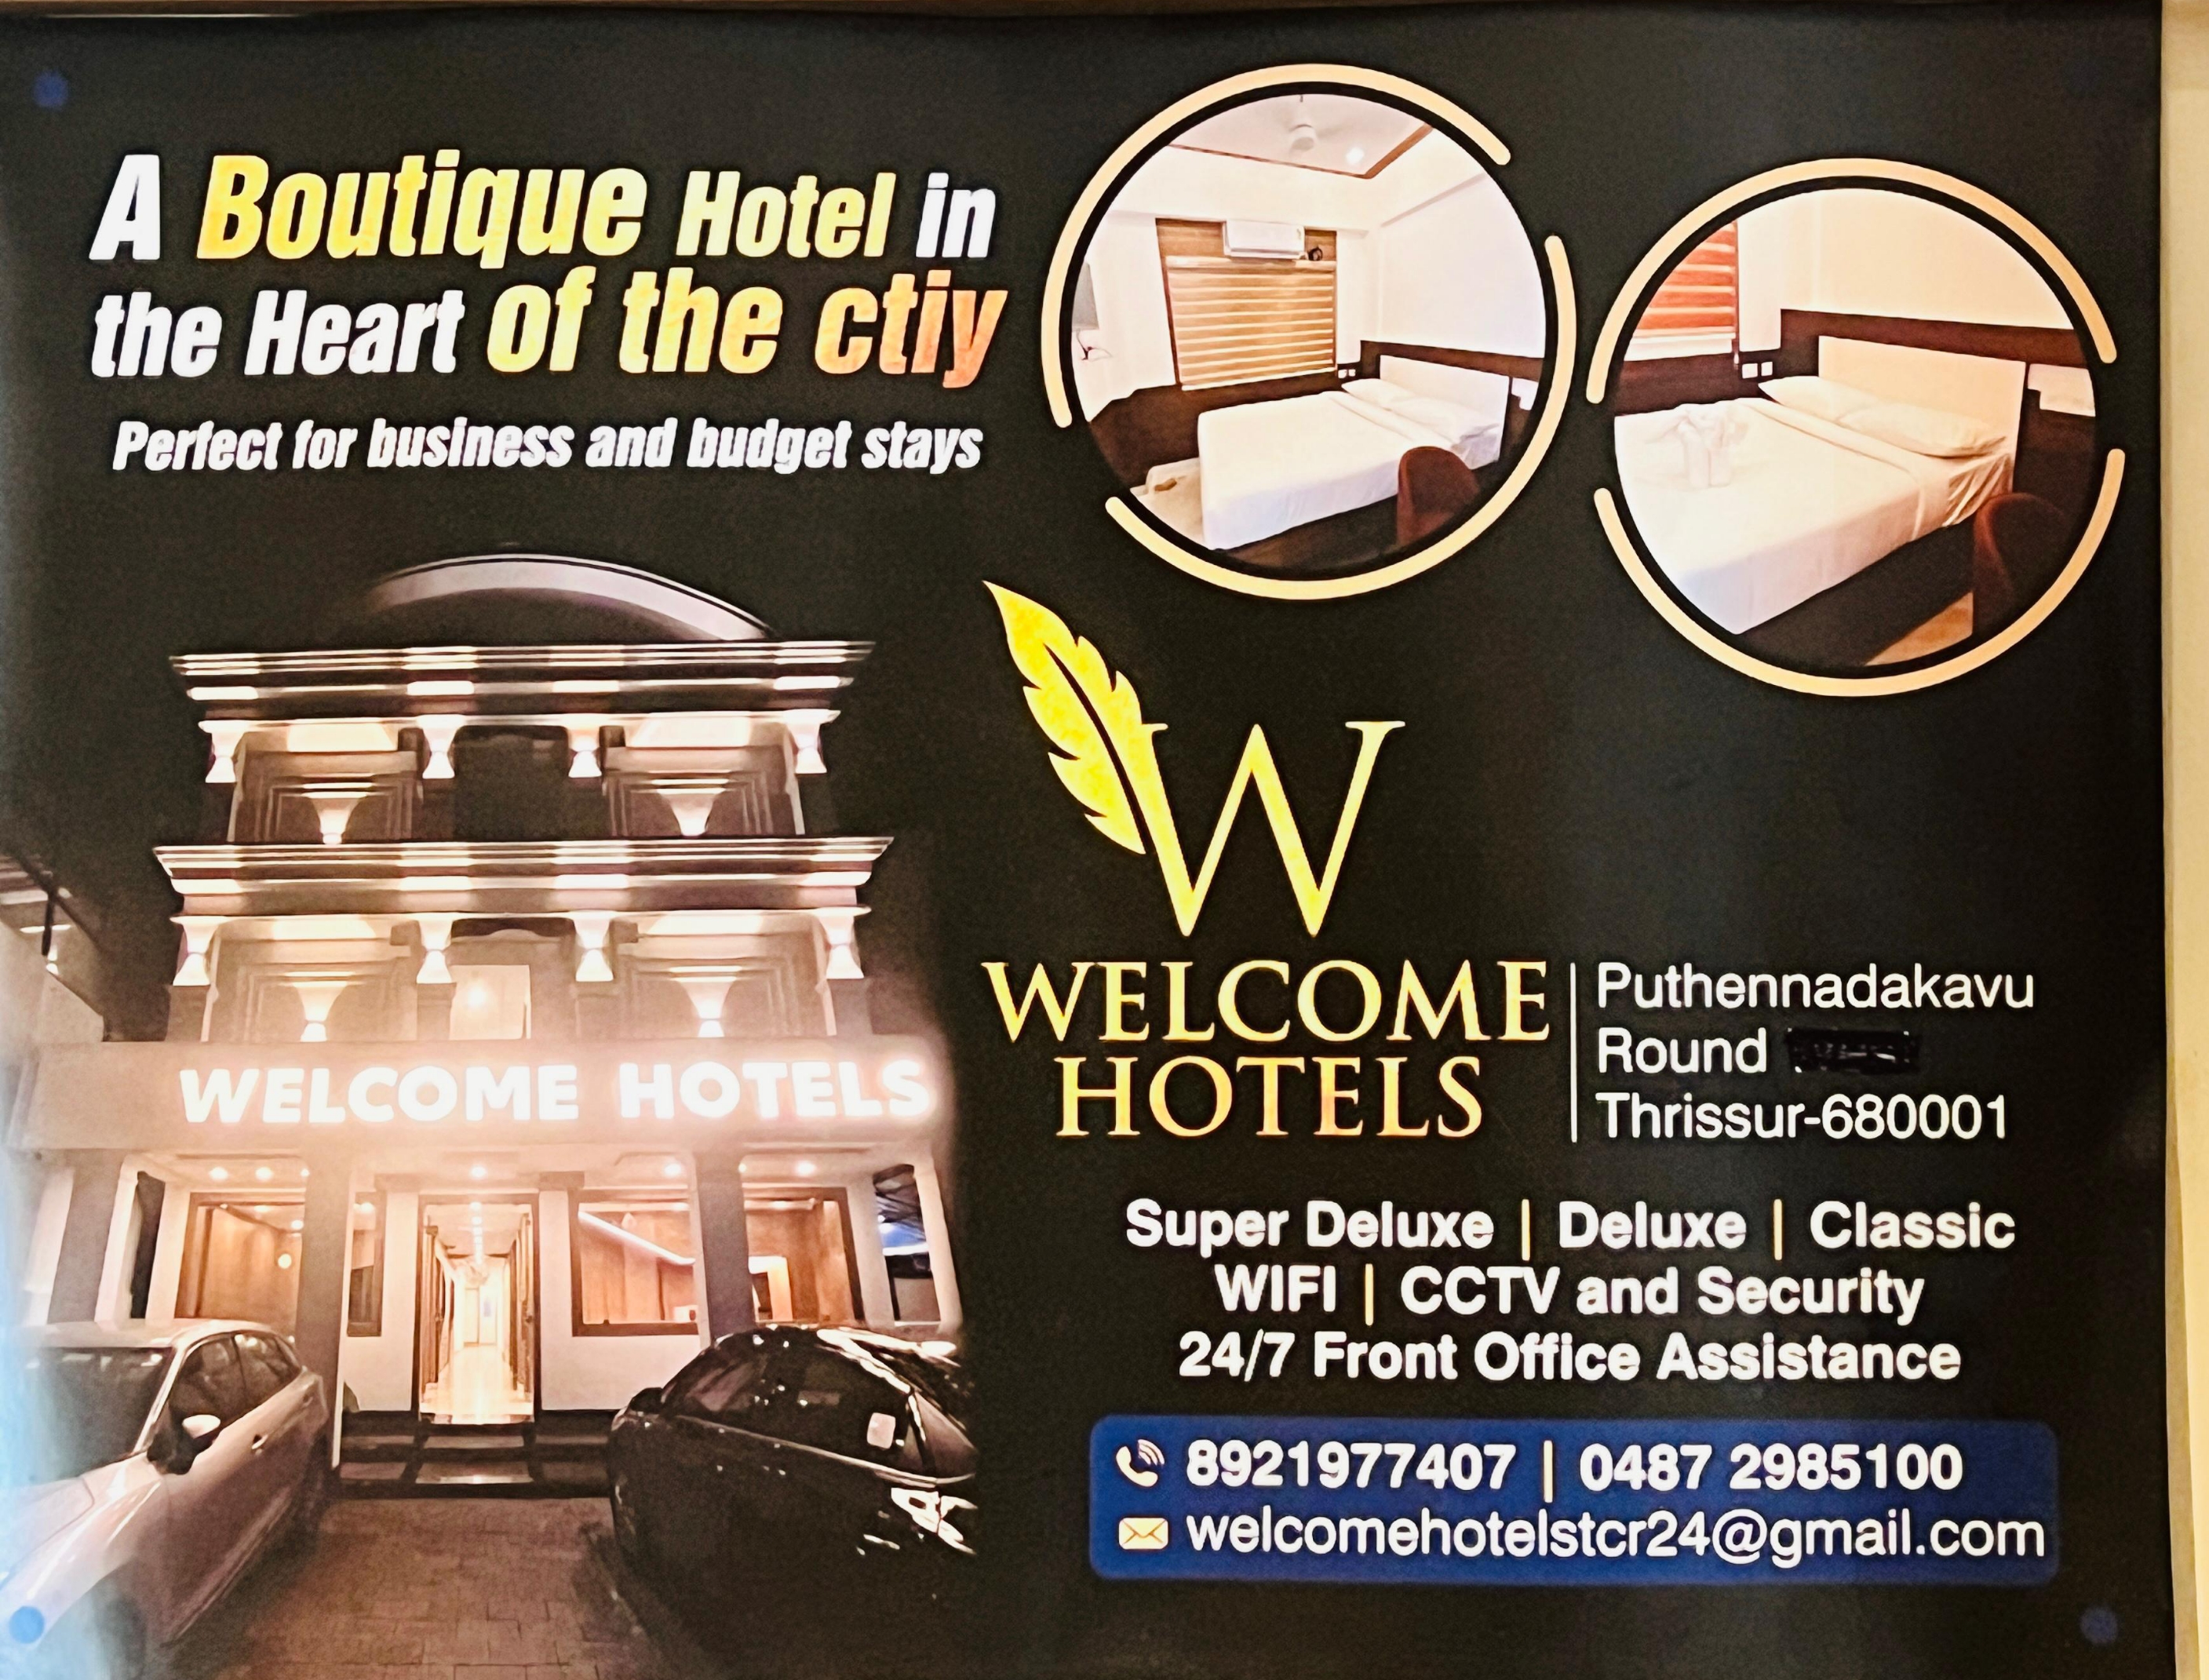 A Boutique Hotel in
the Heart of the ctiy
Perfect for business and budget stays
W
WELCOME
HOTELS
Puthennadakavu
Round
Thrissur-680001
WELCOME HOTELS
Super Deluxe | Deluxe | Classic
WIFI | CCTV and Security
24/7 Front Office Assistance
8921977407 | 0487 2985100
welcomehotelstcr24@gmail.com